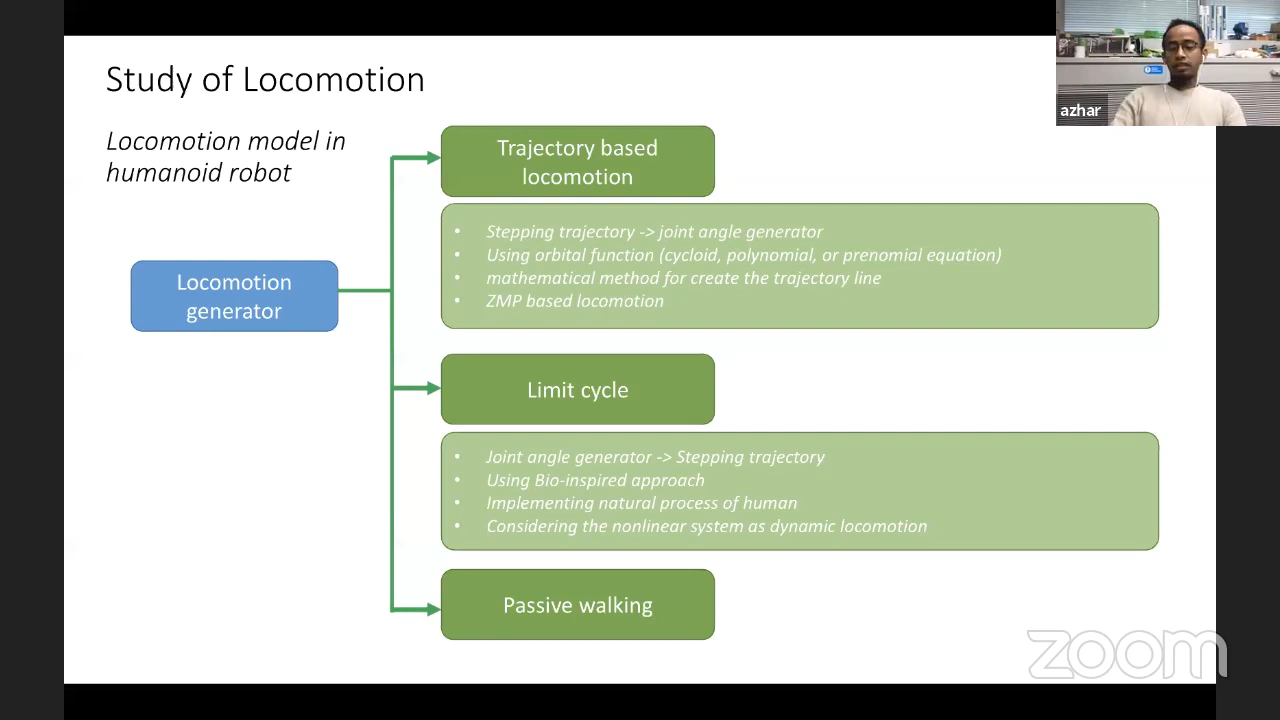 Study of Locomotion
azhar
Locomotion model in
humanoid robot
Locomotion
generator
Trajectory based
locomotion
• Stepping trajectory -> joint angle generator
• Using orbital function (cycloid, polynomial, or prenomial equation)
• mathematical method for create the trajectory line
• ZMP based locomotion
Limit cycle
• Joint angle generator -> Stepping trajectory
• Using Bio-inspired approach
• Implementing natural process of human
• Considering the nonlinear system as dynamic locomotion
Passive walking
zoom